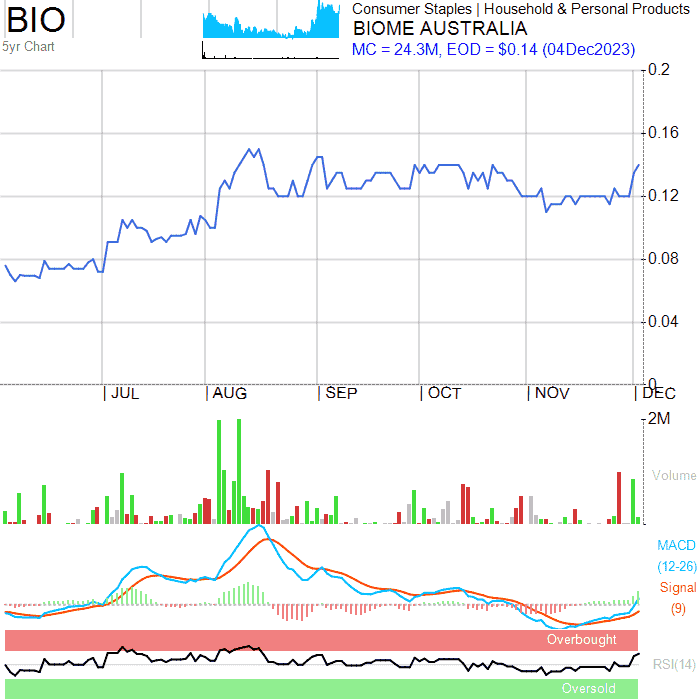 BIO
5yr Chart
Consumer Staples | Household & Personal Products
BIOME AUSTRALIA
MC = 24.3M, EOD = $0.14 (04Dec2023)
0.2
0.16
0.12
0.08
0.04
0
JUL AUG SEP OCT NOV DEC
2M
Volume
MACD
(12-26)
Signal
(9)
Overbought
RSI(14)
Oversold